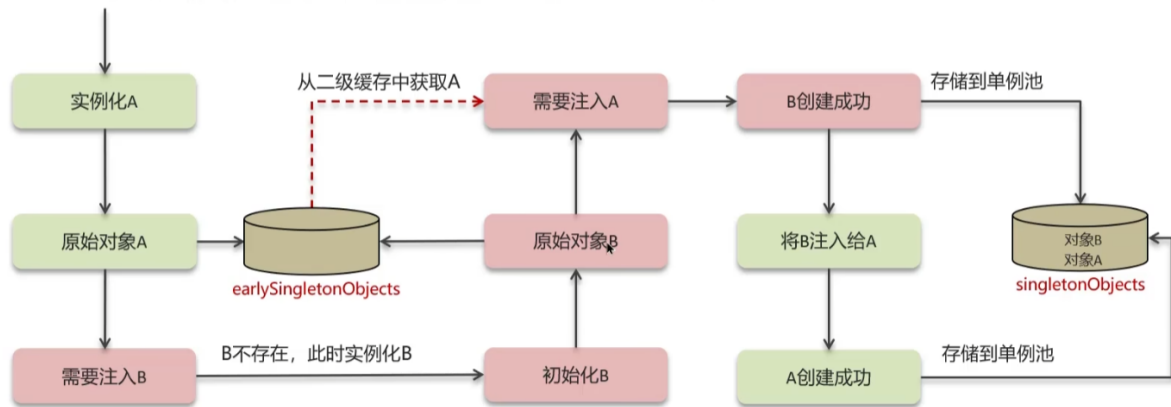 从二级缓存中获取A
存储到单例池
实例化A
需要注入A
B创建成功
原始对象A
原始对象B
将B注入给A
对象B
对象A
earlySingletonObjects
singletonObjects
B不存在，此时实例化B
存储到单例池
需要注入B
初始化B
A创建成功